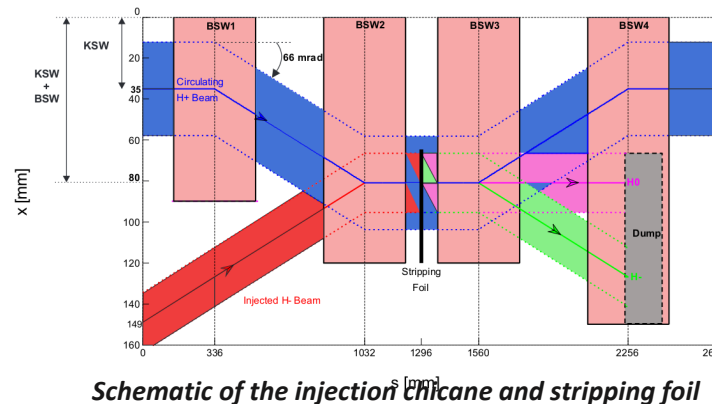 BSW1
BSW2
BSW3
BSW4
KSW
KSW
+
BSW
66 mrad
Circulating
H+ Beam
Injected H- Beam
Stripping
Foil
H0
H-
Dump
x [mm]
0
35
40
60
80
100
120
140
149
160
0
336
1032
1296
1560
2256
s [mm]
Schematic of the injection chicane and stripping foil